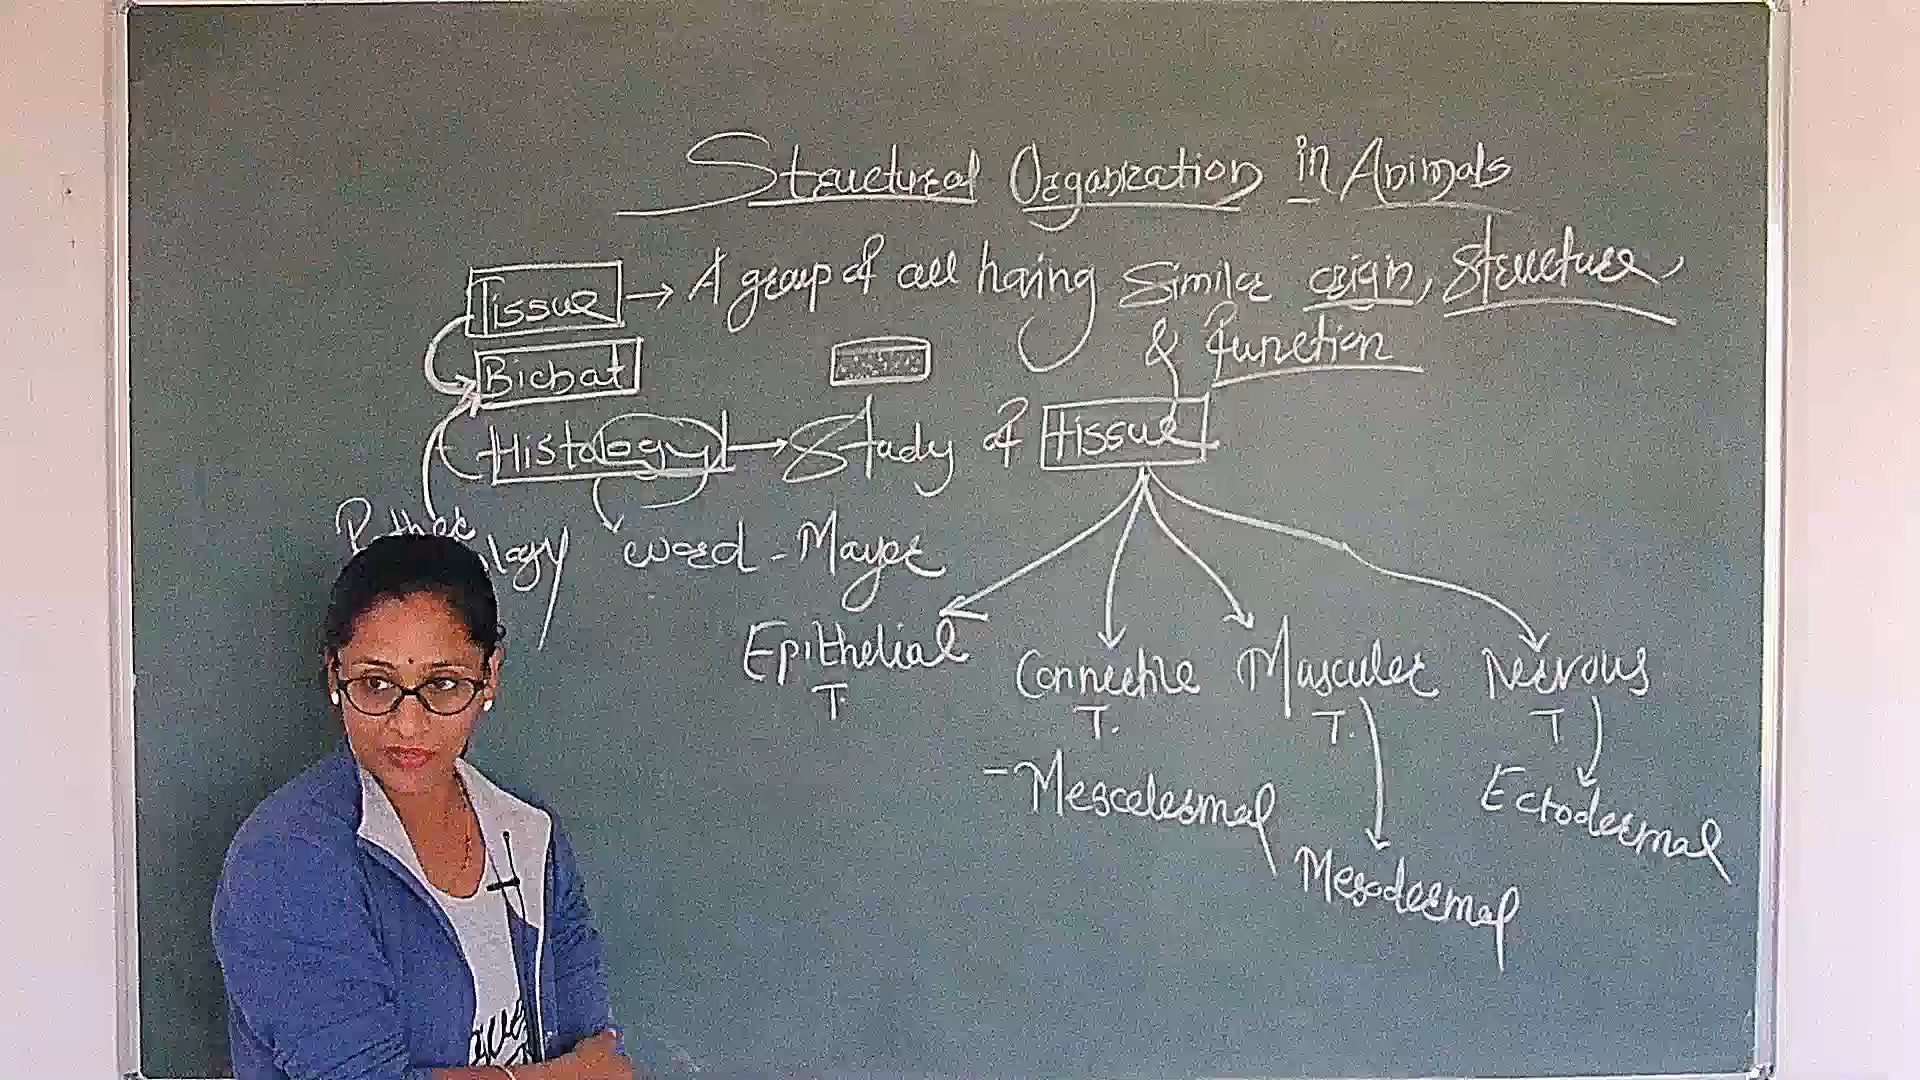 Structural Organization in Animals
Tissue → A group of cell having Similar origin, Structure,
& function
Bichat
Histology → Study of tissue
logy word - Mayer
Epithelial T.
Connective T.
Muscular T.
Nervous T
- Mesodermal
Mesodermal
Ectodermal